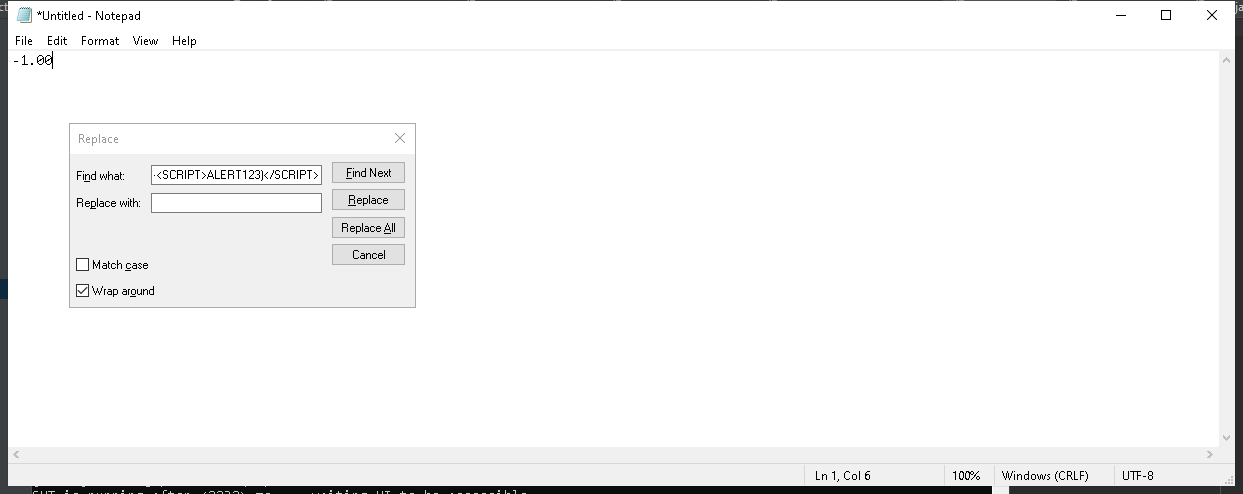 *Untitled - Notepad
File Edit Format View Help
-1.00
Replace
Find what:
<SCRIPT>ALERT123)</SCRIPT>
Find Next
Replace with:
Replace
Replace All
Cancel
Match case
Wrap around
Ln 1, Col 6
100%
Windows (CRLF)
UTF-8